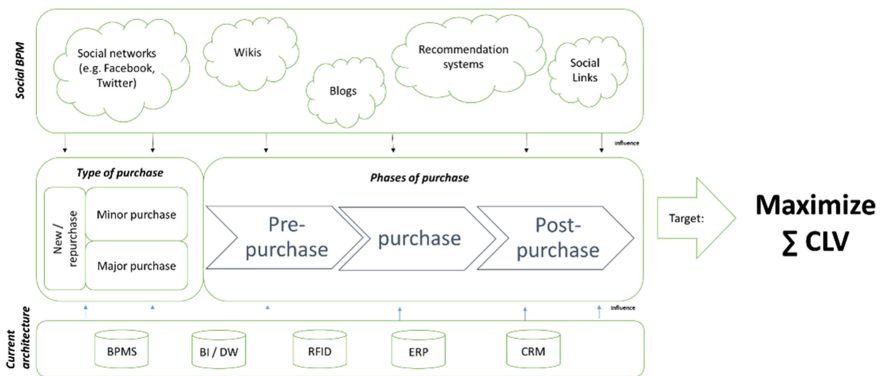 Social BPM
Social networks
(e.g. Facebook,
Twitter)
Wikis
Blogs
Recommendation
systems
Social
Links
influence
Type of purchase
New /
repurchase
Minor purchase
Major purchase
Phases of purchase
Pre-
purchase
purchase
Post-
purchase
Target:
Maximize
∑ CLV
influence
Current
architecture
BPMS
BI / DW
RFID
ERP
CRM